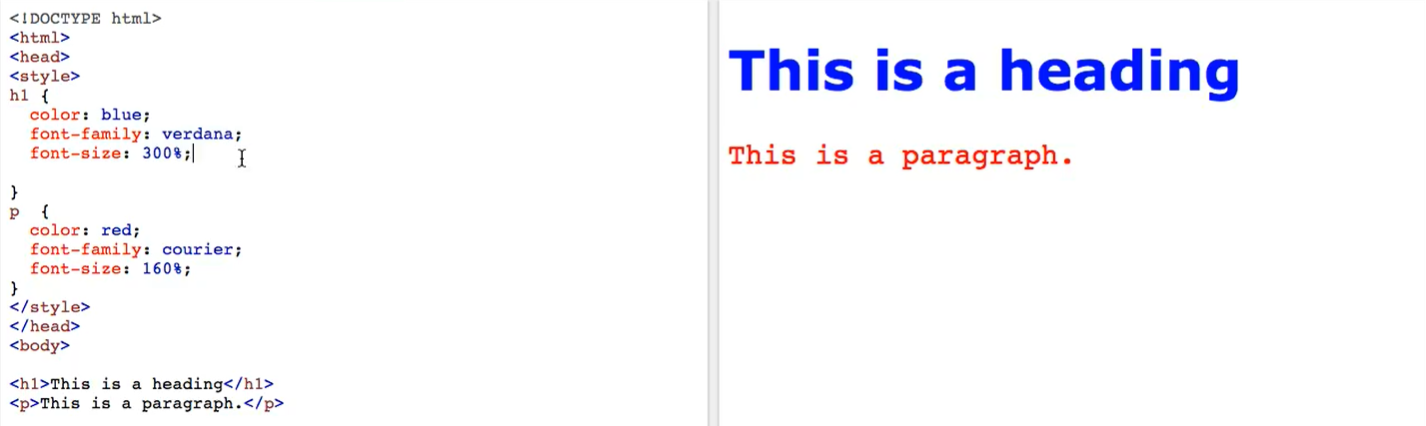 <!DOCTYPE html>
<html>
<head>
<style>
h1 {
  color: blue;
  font-family: verdana;
  font-size: 300%;
}
p  {
  color: red;
  font-family: courier;
  font-size: 160%;
}
</style>
</head>
<body>
<h1>This is a heading</h1>
<p>This is a paragraph.</p>
This is a heading
This is a paragraph.